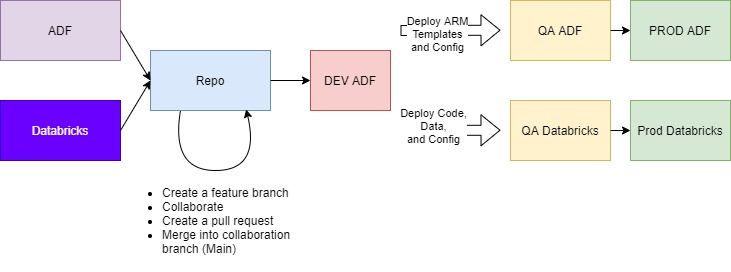 ADF
Databricks
Repo
DEV ADF
• Create a feature branch
• Collaborate
• Create a pull request
• Merge into collaboration
branch (Main)
Deploy ARM
Templates
and Config
QA ADF
PROD ADF
Deploy Code,
Data,
and Config
QA Databricks
Prod Databricks